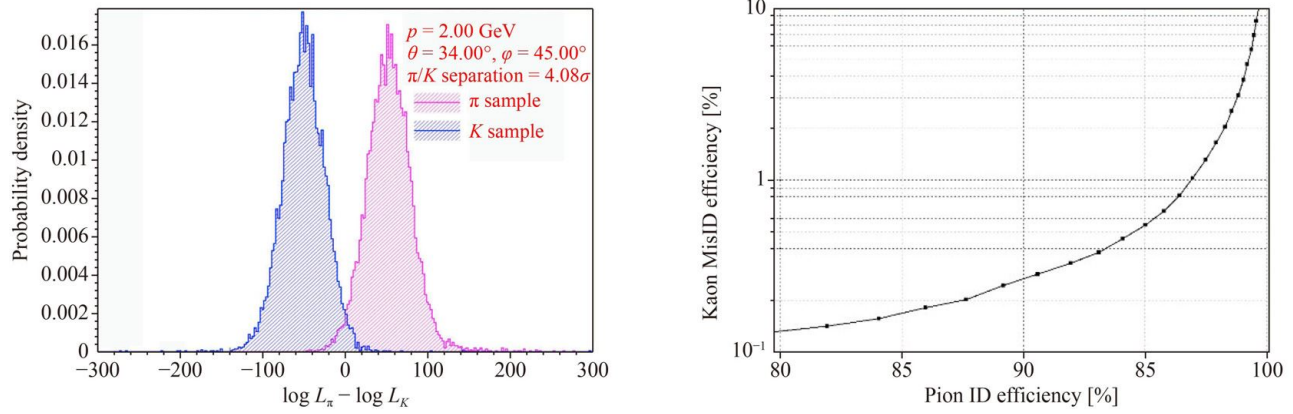 0.016
0.014
0.012
0.01
0.008
0.006
0.004
0.002
0
Probability density
−300
−200
−100
0
100
200
300
log Lπ − log LK
p = 2.00 GeV
θ = 34.00°, φ = 45.00°
π/K separation = 4.08σ
π sample
K sample
10
1
10⁻¹
Kaon MisID efficiency [%]
80
85
90
85
100
Pion ID efficiency [%]